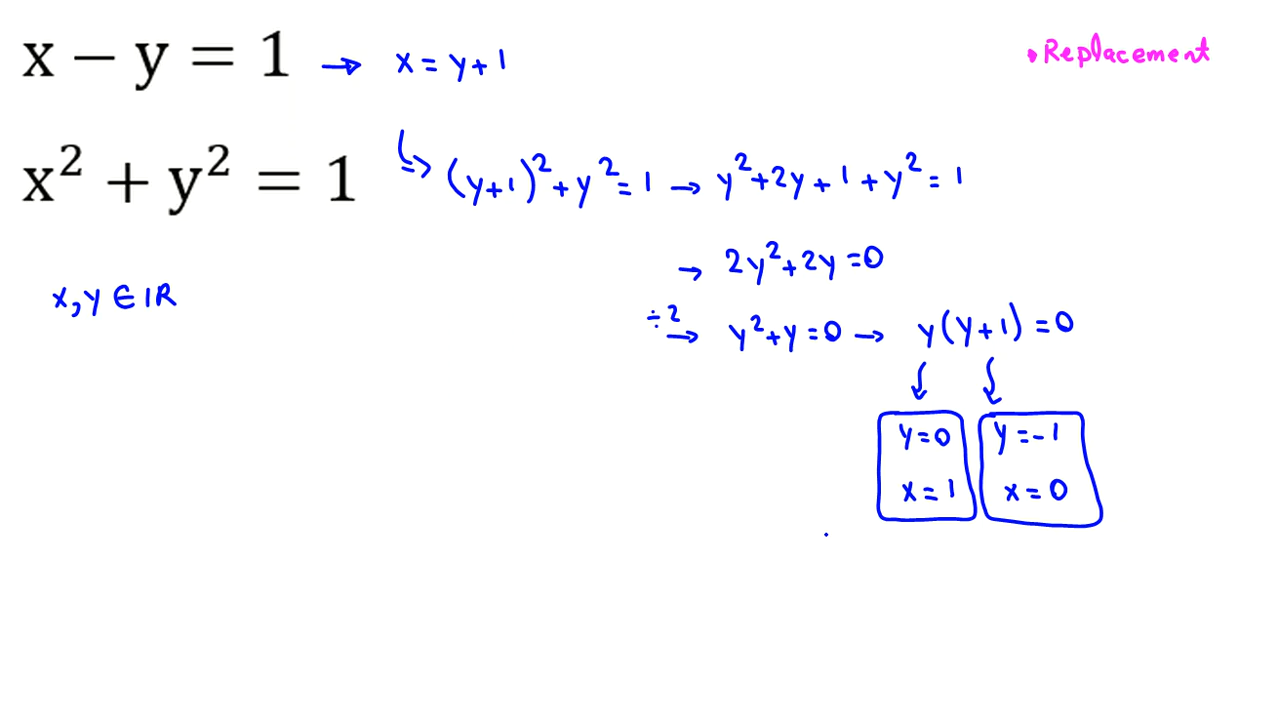 x − y = 1 → x = y + 1
• Replacement
x² + y² = 1 ↳ (y+1)² + y² = 1 → y² + 2y + 1 + y² = 1
→ 2y² + 2y = 0
x, y ∈ ℝ
÷2 → y² + y = 0 → y(y+1) = 0
y = 0 y = -1
x = 1 x = 0